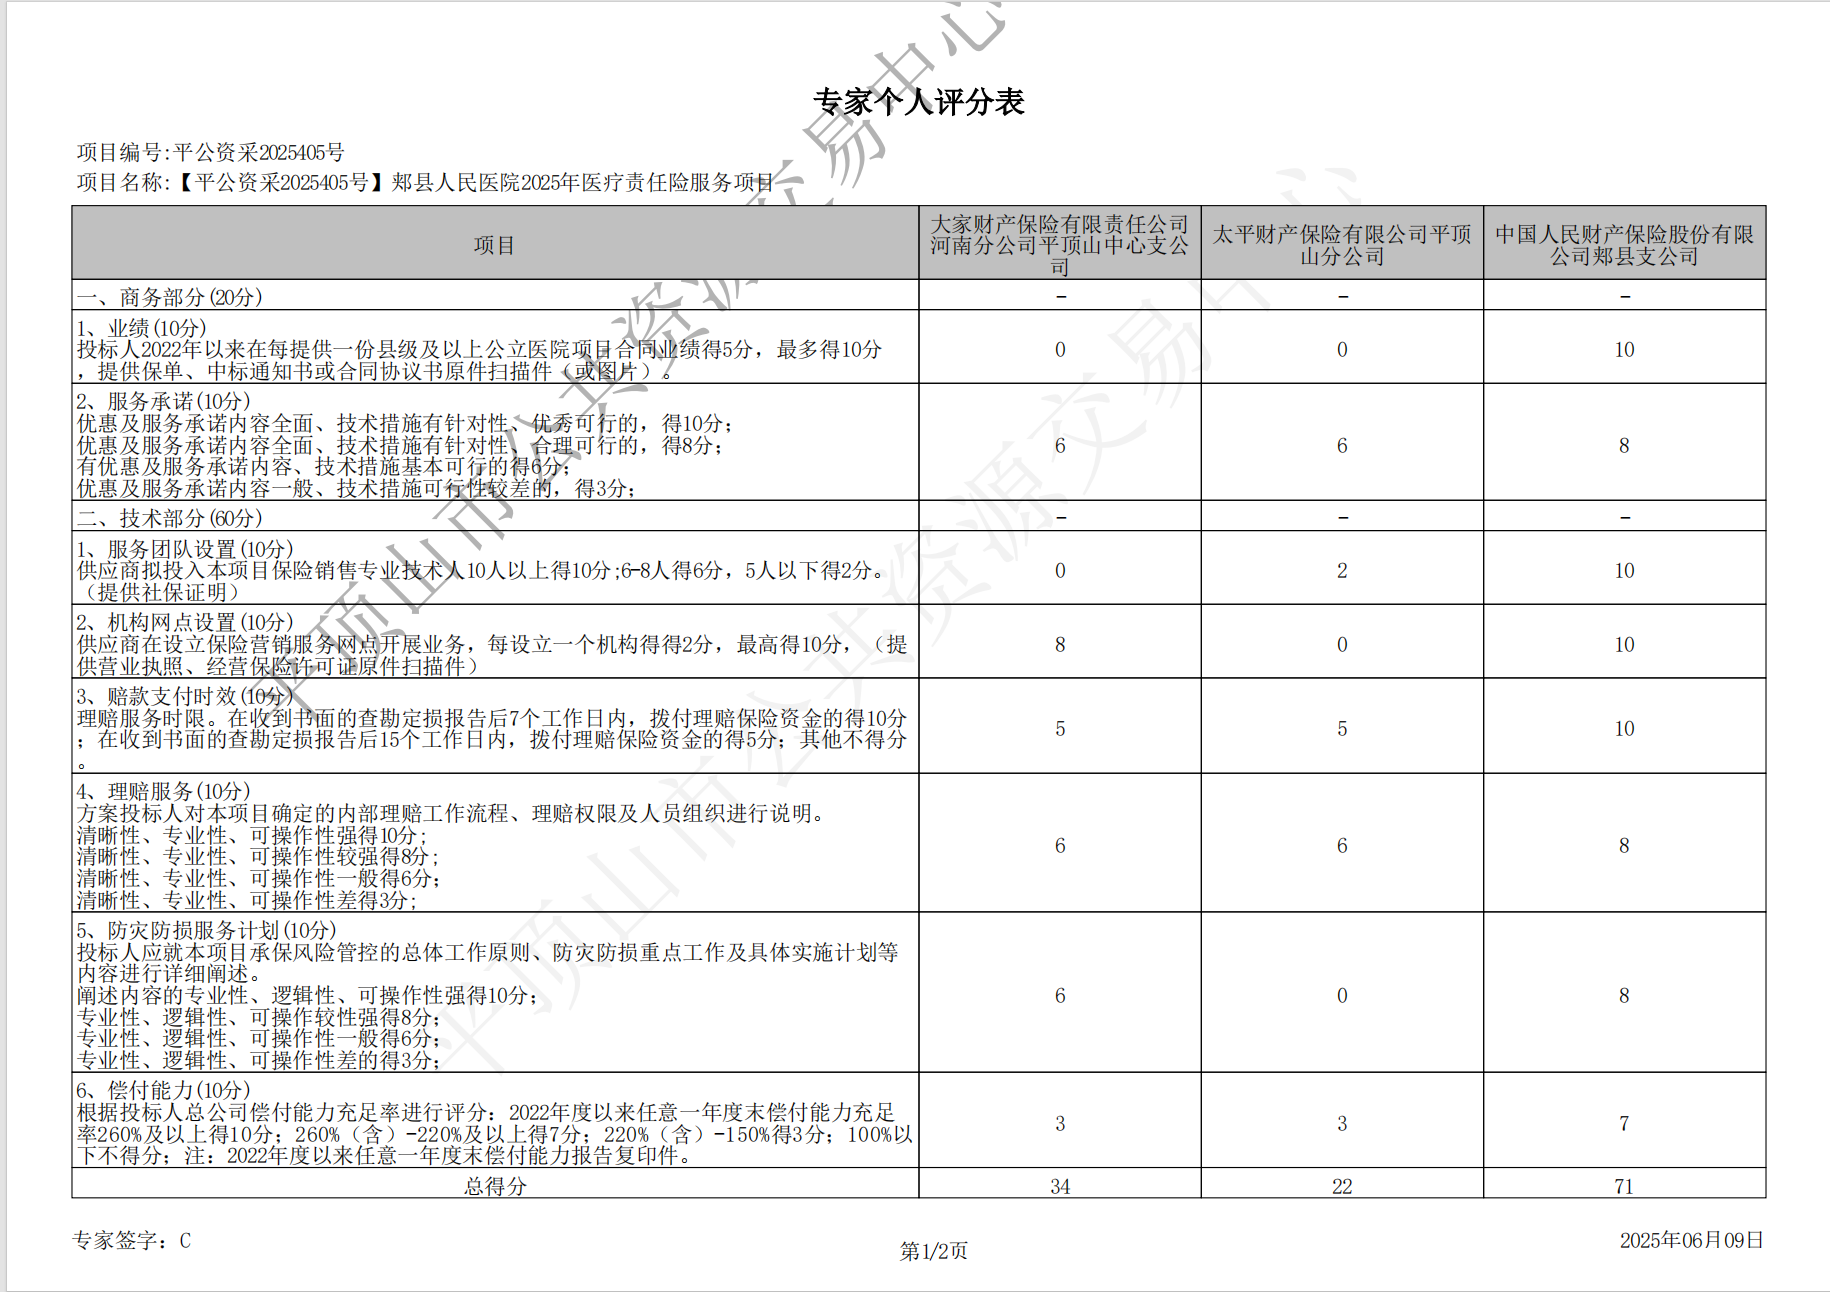 专家个人评分表
项目编号:平公资采2025405号
项目名称:【平公资采2025405号】郏县人民医院2025年医疗责任险服务项目
项目
大家财产保险有限责任公司
河南分公司平顶山中心支公
司
太平财产保险有限公司平顶
山分公司
中国人民财产保险股份有限
公司郏县支公司
一、商务部分(20分)
-
-
-
1、业绩(10分)
投标人2022年以来在每提供一份县级及以上公立医院项目合同业绩得5分，最多得10分
，提供保单、中标通知书或合同协议书原件扫描件（或图片）。
0
0
10
2、服务承诺(10分)
优惠及服务承诺内容全面、技术措施有针对性、优秀可行的，得10分；
优惠及服务承诺内容全面、技术措施有针对性、合理可行的，得8分；
有优惠及服务承诺内容、技术措施基本可行的得6分；
优惠及服务承诺内容一般、技术措施可行性较差的，得3分；
6
6
8
二、技术部分(60分)
-
-
-
1、服务团队设置(10分)
供应商拟投入本项目保险销售专业技术人10人以上得10分;6-8人得6分，5人以下得2分。
（提供社保证明）
0
2
10
2、机构网点设置(10分)
供应商在设立保险营销服务网点开展业务，每设立一个机构得得2分，最高得10分，（提
供营业执照、经营保险许可证原件扫描件）
8
0
10
3、赔款支付时效(10分)
理赔服务时限。在收到书面的查勘定损报告后7个工作日内，拨付理赔保险资金的得10分
；在收到书面的查勘定损报告后15个工作日内，拨付理赔保险资金的得5分；其他不得分
。
5
5
10
4、理赔服务(10分)
方案投标人对本项目确定的内部理赔工作流程、理赔权限及人员组织进行说明。
清晰性、专业性、可操作性强得10分;
清晰性、专业性、可操作性较强得8分;
清晰性、专业性、可操作性一般得6分;
清晰性、专业性、可操作性差得3分;
6
6
8
5、防灾防损服务计划(10分)
投标人应就本项目承保风险管控的总体工作原则、防灾防损重点工作及具体实施计划等
内容进行详细阐述。
阐述内容的专业性、逻辑性、可操作性强得10分;
专业性、逻辑性、可操作较性强得8分;
专业性、逻辑性、可操作性一般得6分;
专业性、逻辑性、可操作性差的得3分;
6
0
8
6、偿付能力(10分)
根据投标人总公司偿付能力充足率进行评分：2022年度以来任意一年度末偿付能力充足
率260%及以上得10分；260%（含）-220%及以上得7分；220%（含）-150%得3分；100%以
下不得分；注：2022年度以来任意一年度末偿付能力报告复印件。
3
3
7
总得分
34
22
71
专家签字：C
第1/2页
2025年06月09日
平顶山市公共资源交易中心
平顶山市公共资源交易中心